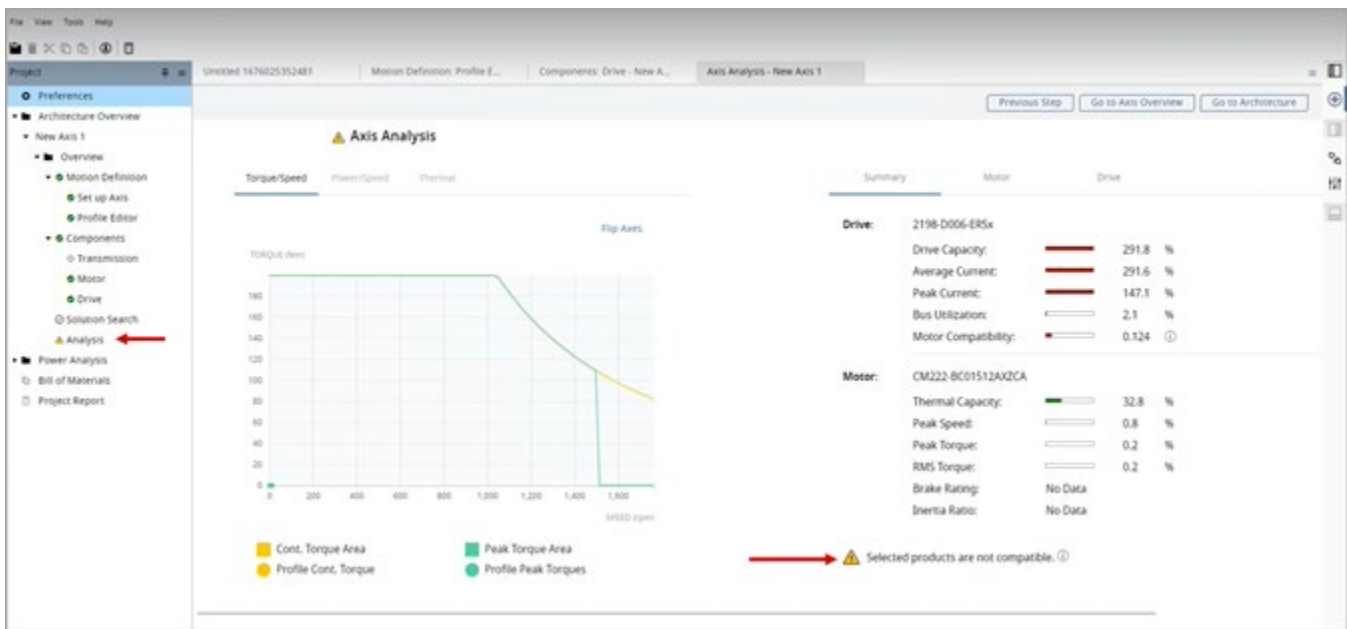 File View Tools Help
Project
Untitled 1676025352481
Motion Definition: Profile E...
Components: Drive - New A...
Axis Analysis - New Axis 1
Preferences
Previous Step
Go to Axis Overview
Go to Architecture
Architecture Overview
New Axis 1
Overview
Motion Definition
Set up Axis
Profile Editor
Components
Transmission
Motor
Drive
Solution Search
Analysis
Power Analysis
Bill of Materials
Project Report
Axis Analysis
Torque/Speed Power/Speed Thermal
Flip Axes
TORQUE (Nm)
180
160
140
120
100
80
60
40
20
0
0 200 400 600 800 1,000 1,200 1,400 1,600
SPEED (rpm)
Cont. Torque Area
Peak Torque Area
Profile Cont. Torque
Profile Peak Torques
Summary Motor Drive
Drive: 2198-D006-ERSx
Drive Capacity: 291.8 %
Average Current: 291.6 %
Peak Current: 147.1 %
Bus Utilization: 2.1 %
Motor Compatibility: 0.124
Motor: CM222-BC01512AXZCA
Thermal Capacity: 32.8 %
Peak Speed: 0.8 %
Peak Torque: 0.2 %
RMS Torque: 0.2 %
Brake Rating: No Data
Inertia Ratio: No Data
Selected products are not compatible.